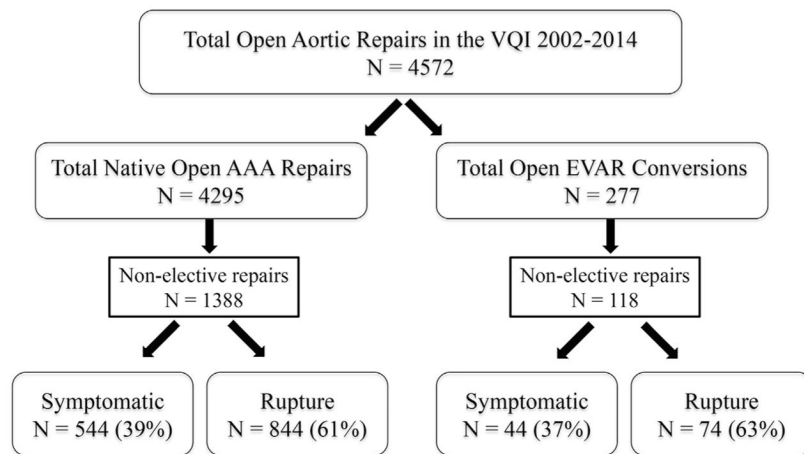 Total Open Aortic Repairs in the VQI 2002-2014
N = 4572
Total Native Open AAA Repairs
N = 4295
Total Open EVAR Conversions
N = 277
Non-elective repairs
N = 1388
Non-elective repairs
N = 118
Symptomatic
N = 544 (39%)
Rupture
N = 844 (61%)
Symptomatic
N = 44 (37%)
Rupture
N = 74 (63%)